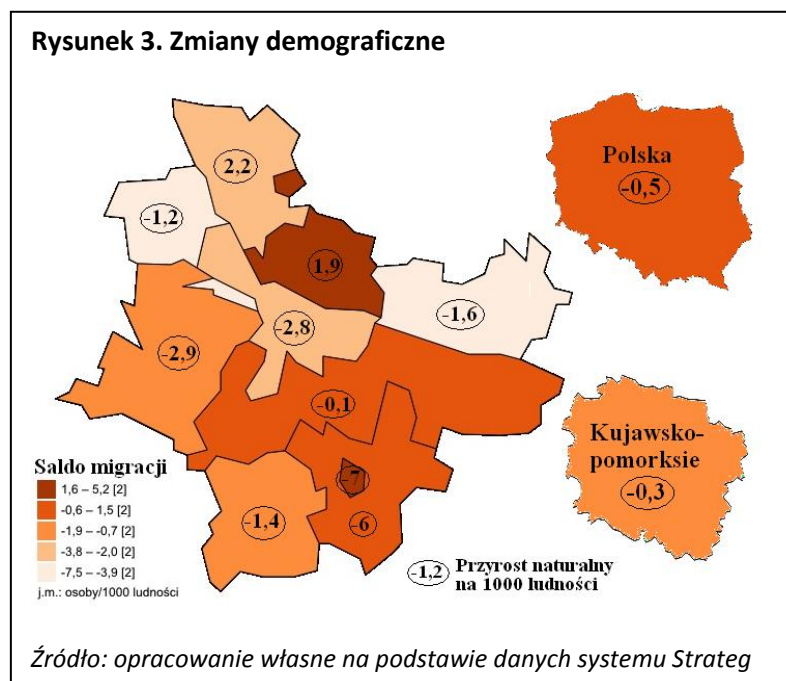 Rysunek 3. Zmiany demograficzne
2,2
-1,2
1,9
-1,6
-2,8
-2,9
-0,1
-7
-6
-1,4
Polska
-0,5
Kujawsko-
pomorksie
-0,3
Saldo migracji
1,6 – 5,2 [2]
-0,6 – 1,5 [2]
-1,9 – -0,7 [2]
-3,8 – -2,0 [2]
-7,5 – -3,9 [2]
j.m.: osoby/1000 ludności
-1,2 Przyrost naturalny
na 1000 ludności
Źródło: opracowanie własne na podstawie danych systemu Strateg